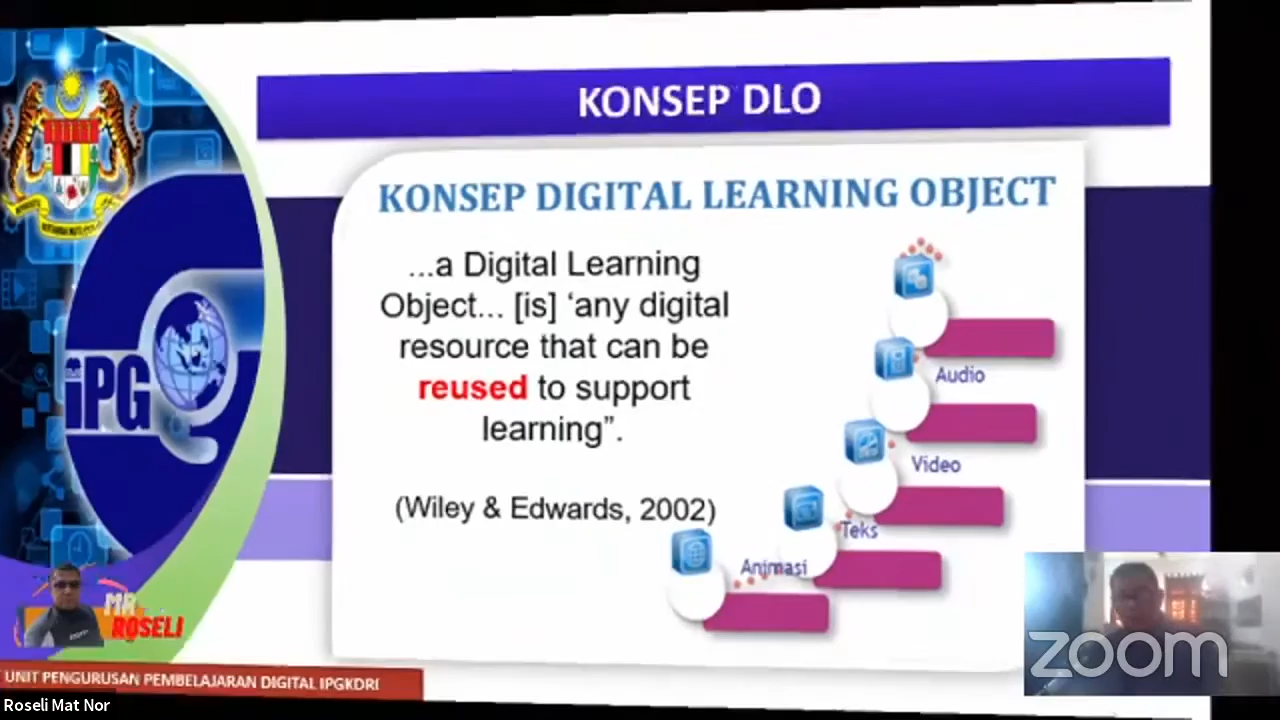 KONSEP DLO
KONSEP DIGITAL LEARNING OBJECT
...a Digital Learning
Object... [is] ‘any digital
resource that can be
reused to support
learning”.
(Wiley & Edwards, 2002)
Audio
Video
Teks
Animasi
iPG
MR
ROSELI
UNIT PENGURUSAN PEMBELAJARAN DIGITAL IPGKDRI
Roseli Mat Nor
zoom